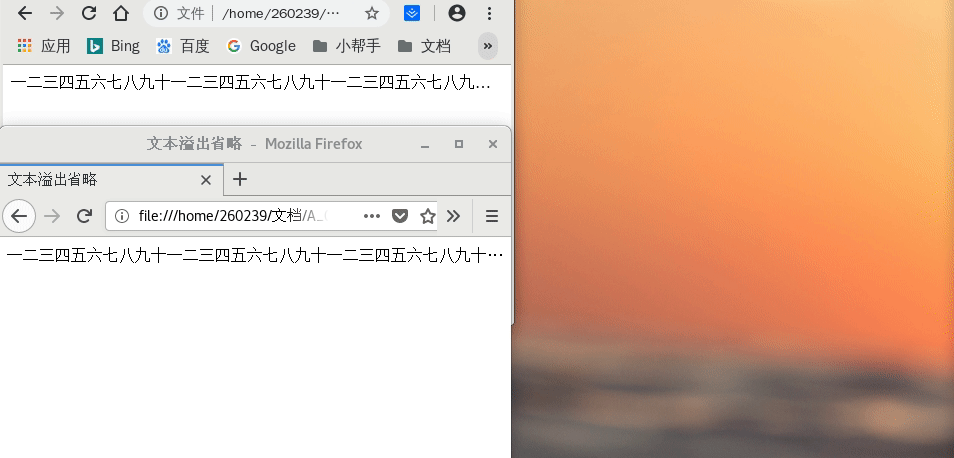 文件 /home/260239/…
应用 Bing 百度 Google 小帮手 文档 »
一二三四五六七八九十一二三四五六七八九十一二三四五六七八九…
文本溢出省略 - Mozilla Firefox
文本溢出省略
file:///home/260239/文档/A_
一二三四五六七八九十一二三四五六七八九十一二三四五六七八九十…